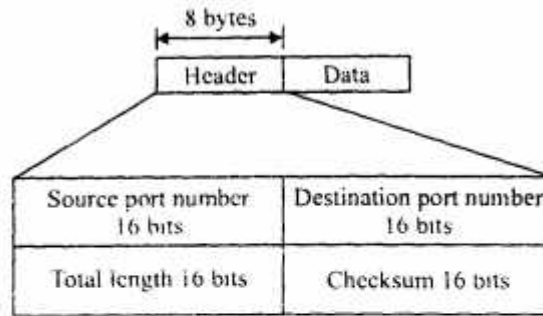 8 bytes
Header Data
Source port number Destination port number
16 bits 16 bits
Total length 16 bits Checksum 16 bits